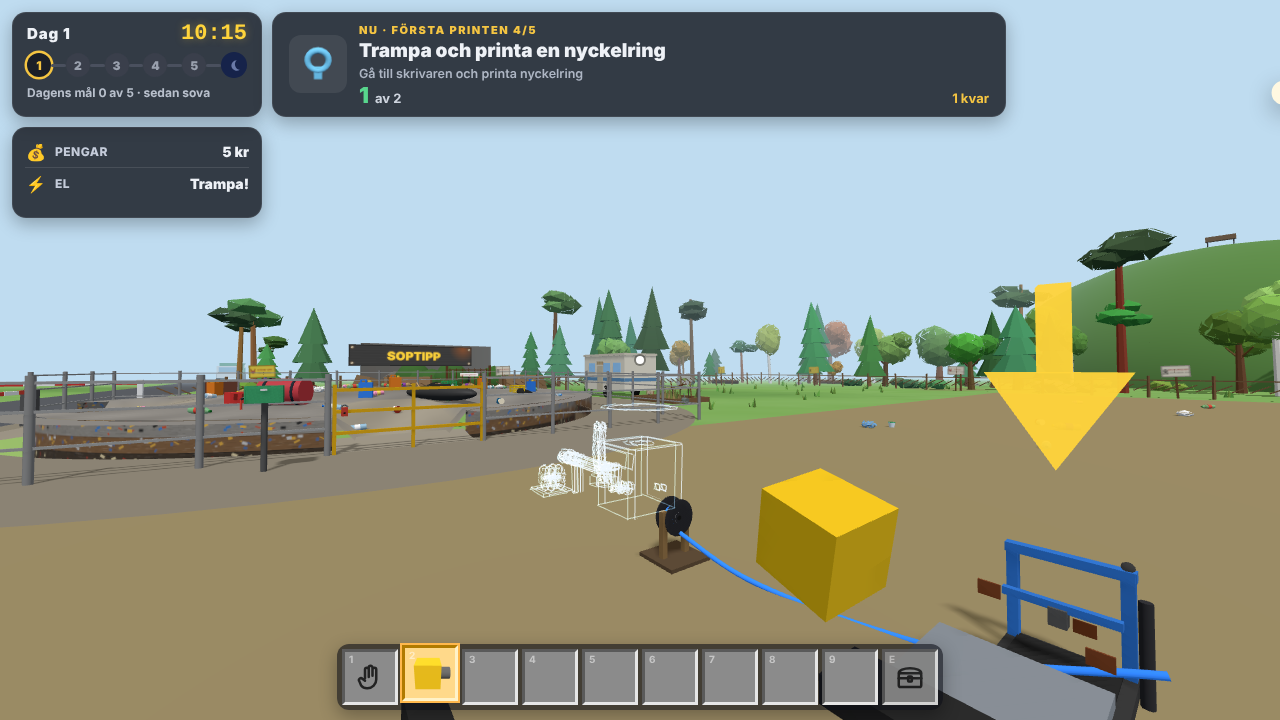 Dag 1
10:15
1 2 3 4 5
Dagens mål 0 av 5 · sedan sova
NU · FÖRSTA PRINTEN 4/5
Trampa och printa en nyckelring
Gå till skrivaren och printa nyckelring
1 av 2
1 kvar
PENGAR 5 kr
EL Trampa!
SOPTIPP
1 2 3 4 5 6 7 8 9 E